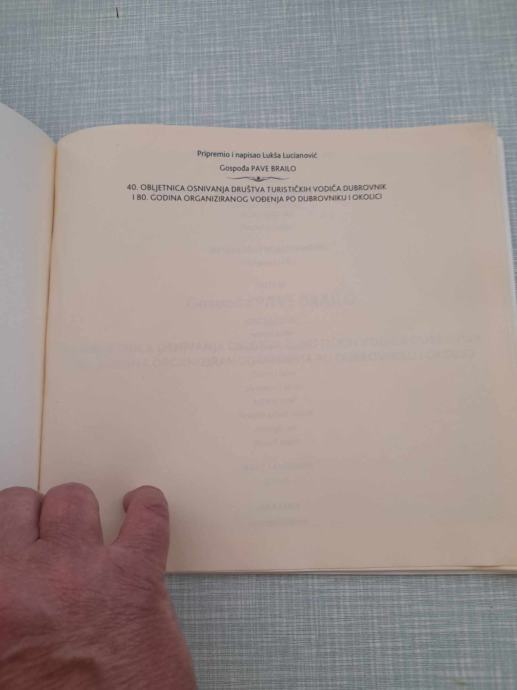 Pripremio i napisao Lukša Lucianović
Gospođa PAVE BRAILO
40. OBLJETNICA OSNIVANJA DRUŠTVA TURISTIČKIH VODIČA DUBROVNIK
I 80. GODINA ORGANIZIRANOG VOĐENJA PO DUBROVNIKU I OKOLICI